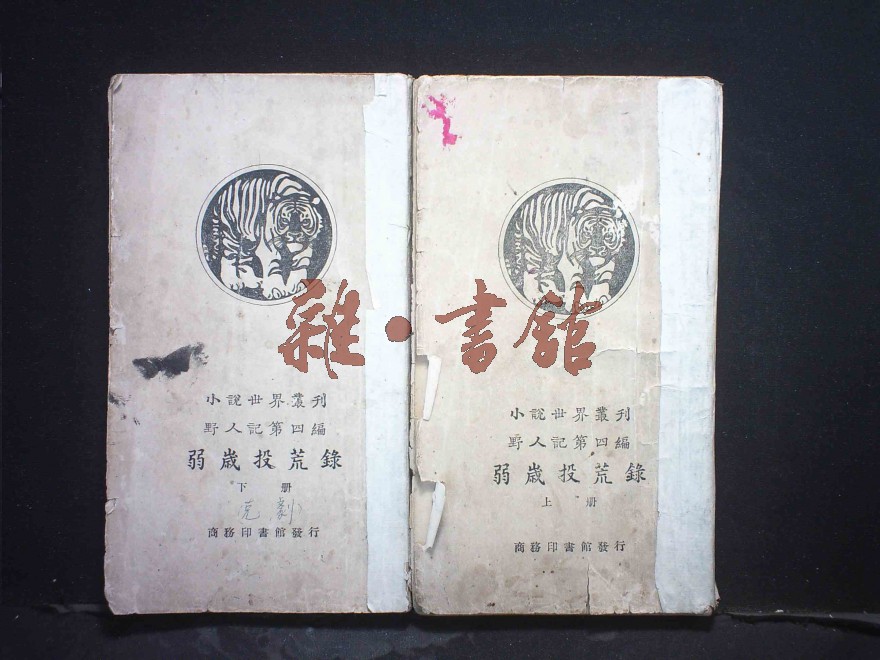 雜·書館
小說世界叢刊
野人記第四編
弱歲投荒錄
下册
商務印書館發行
小說世界叢刊
野人記第四編
弱歲投荒錄
上册
商務印書館發行